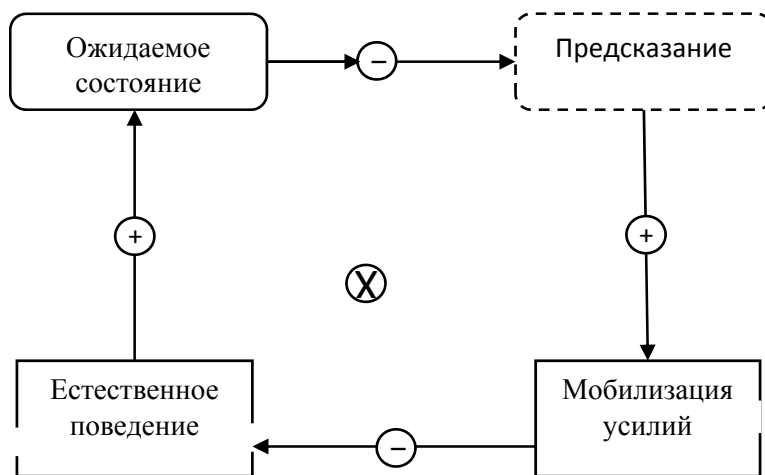 Ожидаемое
состояние
−
Предсказание
+
+
X
Естественное
поведение
−
Мобилизация
усилий